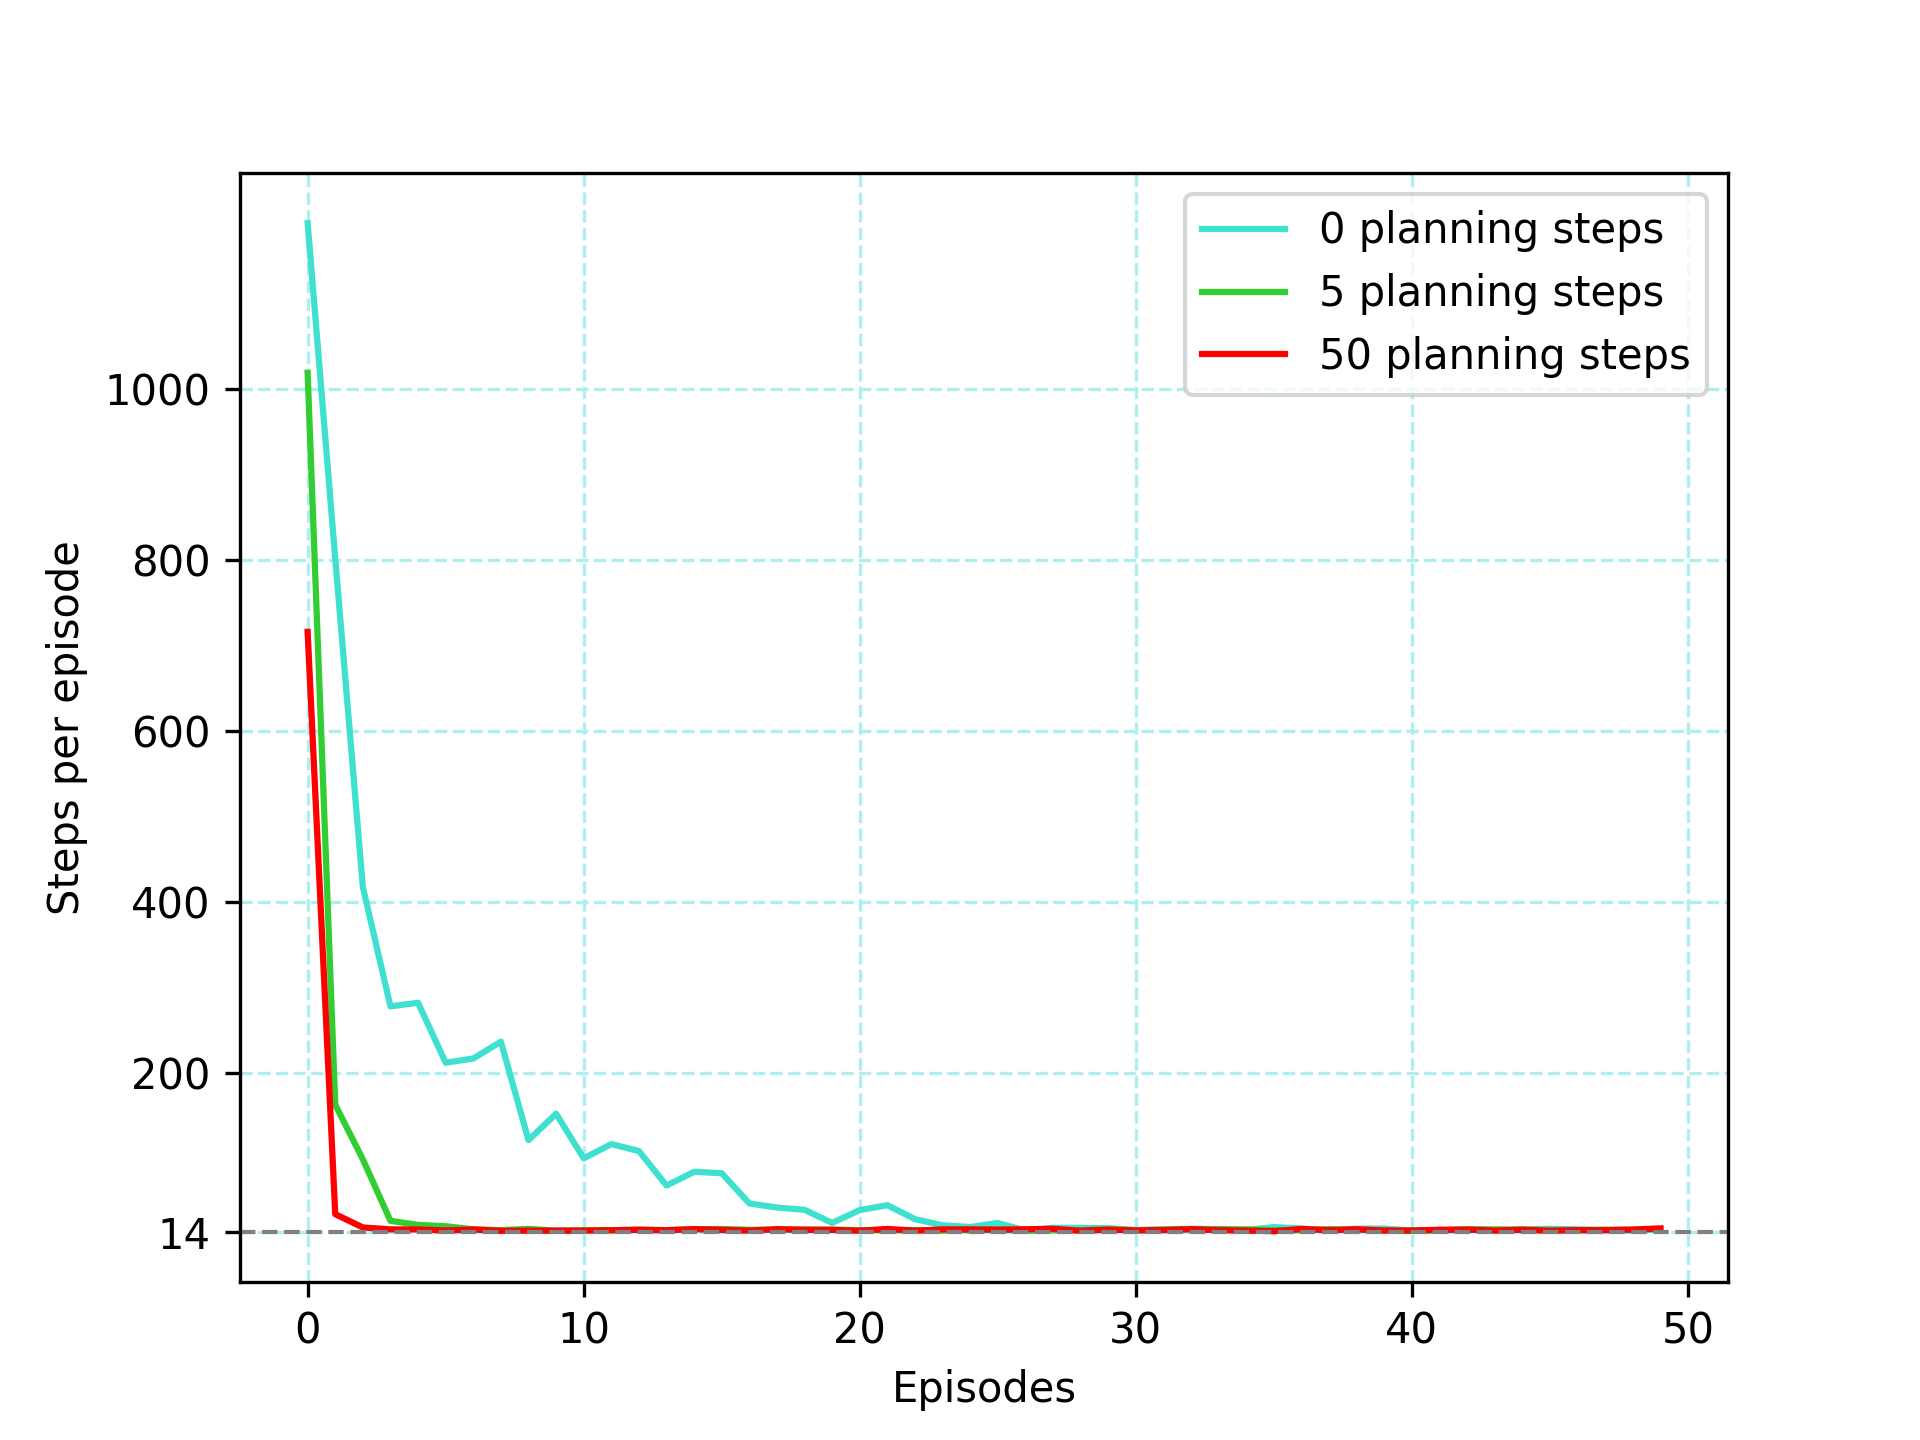 0 planning steps
5 planning steps
50 planning steps
1000
800
600
400
200
14
Steps per episode
0 10 20 30 40 50
Episodes